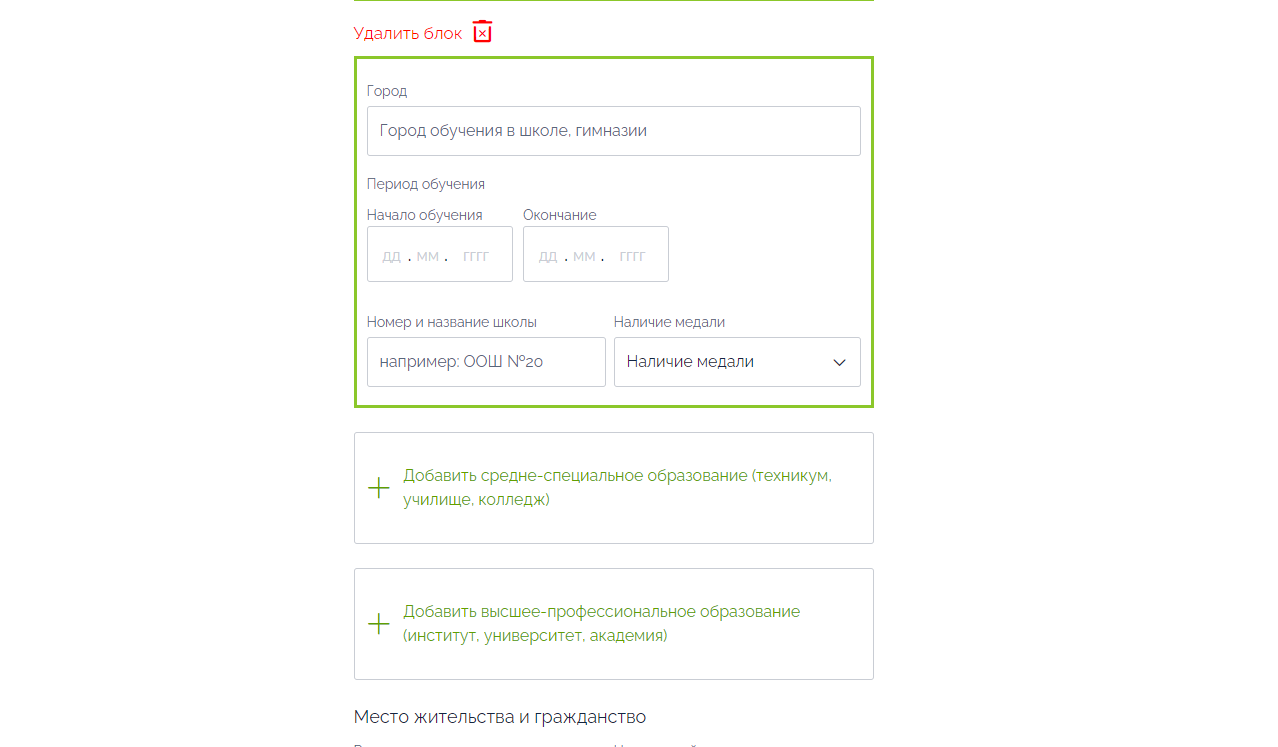 Удалить блок
Город
Город обучения в школе, гимназии
Период обучения
Начало обучения Окончание
дд . мм . гггг дд . мм . гггг
Номер и название школы Наличие медали
например: ООШ №20 Наличие медали
Добавить средне-специальное образование (техникум,
училище, колледж)
Добавить высшее-профессиональное образование
(институт, университет, академия)
Место жительства и гражданство